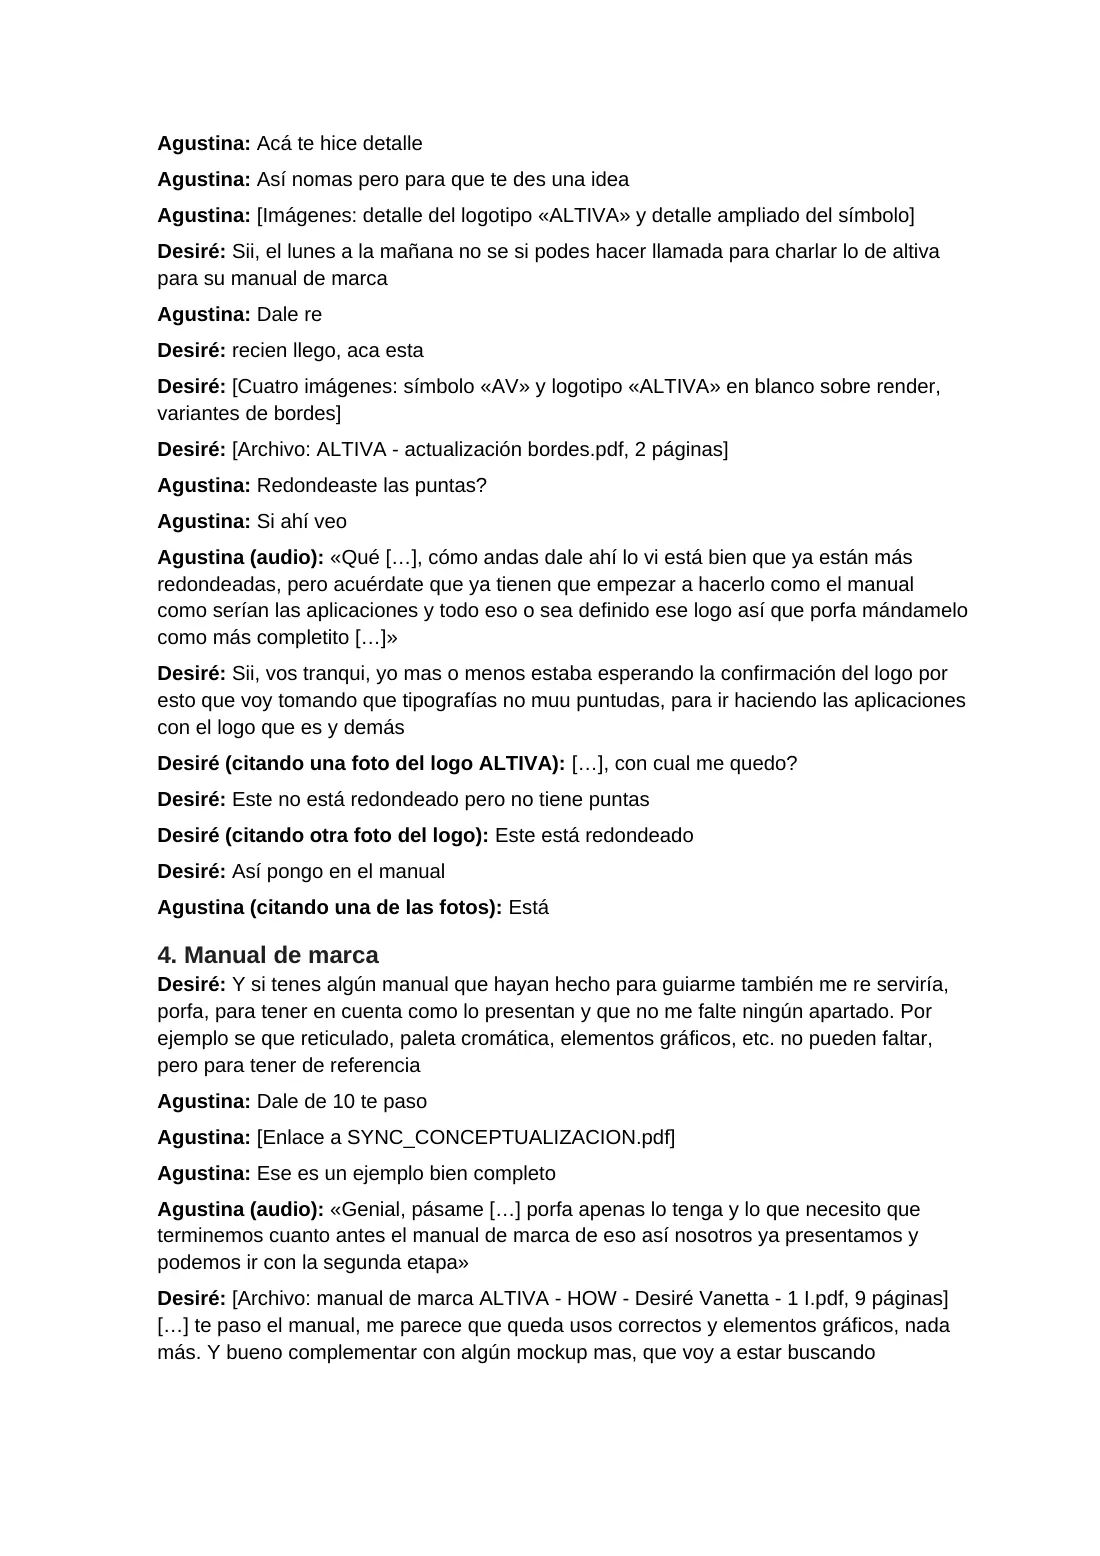 Agustina: Acá te hice detalle
Agustina: Así nomas pero para que te des una idea
Agustina: [Imágenes: detalle del logotipo «ALTIVA» y detalle ampliado del símbolo]
Desiré: Sii, el lunes a la mañana no se si podes hacer llamada para charlar lo de altiva
para su manual de marca
Agustina: Dale re
Desiré: recien llego, aca esta
Desiré: [Cuatro imágenes: símbolo «AV» y logotipo «ALTIVA» en blanco sobre render,
variantes de bordes]
Desiré: [Archivo: ALTIVA - actualización bordes.pdf, 2 páginas]
Agustina: Redondeaste las puntas?
Agustina: Si ahí veo
Agustina (audio): «Qué […], cómo andas dale ahí lo vi está bien que ya están más
redondeadas, pero acuérdate que ya tienen que empezar a hacerlo como el manual
como serían las aplicaciones y todo eso o sea definido ese logo así que porfa mándamelo
como más completito […]»
Desiré: Sii, vos tranqui, yo mas o menos estaba esperando la confirmación del logo por
esto que voy tomando que tipografías no muu puntudas, para ir haciendo las aplicaciones
con el logo que es y demás
Desiré (citando una foto del logo ALTIVA): […], con cual me quedo?
Desiré: Este no está redondeado pero no tiene puntas
Desiré (citando otra foto del logo): Este está redondeado
Desiré: Así pongo en el manual
Agustina (citando una de las fotos): Está
4. Manual de marca
Desiré: Y si tenes algún manual que hayan hecho para guiarme también me re serviría,
porfa, para tener en cuenta como lo presentan y que no me falte ningún apartado. Por
ejemplo se que reticulado, paleta cromática, elementos gráficos, etc. no pueden faltar,
pero para tener de referencia
Agustina: Dale de 10 te paso
Agustina: [Enlace a SYNC_CONCEPTUALIZACION.pdf]
Agustina: Ese es un ejemplo bien completo
Agustina (audio): «Genial, pásame […] porfa apenas lo tenga y lo que necesito que
terminemos cuanto antes el manual de marca de eso así nosotros ya presentamos y
podemos ir con la segunda etapa»
Desiré: [Archivo: manual de marca ALTIVA - HOW - Desiré Vanetta - 1 I.pdf, 9 páginas]
[…] te paso el manual, me parece que queda usos correctos y elementos gráficos, nada
más. Y bueno complementar con algún mockup mas, que voy a estar buscando